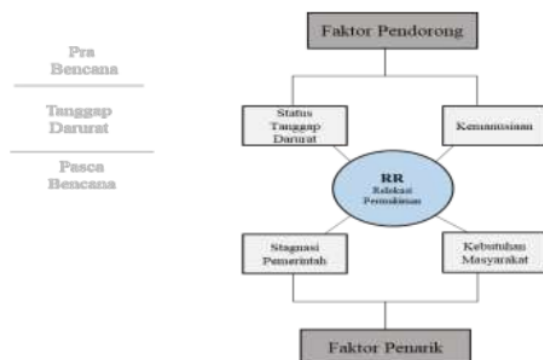 Pra
Bencana
Tanggap
Darurat
Pasca
Bencana
Faktor Pendorong
Status
Tanggap
Darurat
Kemanusiaan
RR
Relokasi
Permukiman
Stagnasi
Pemerintah
Kebutuhan
Masyarakat
Faktor Penarik